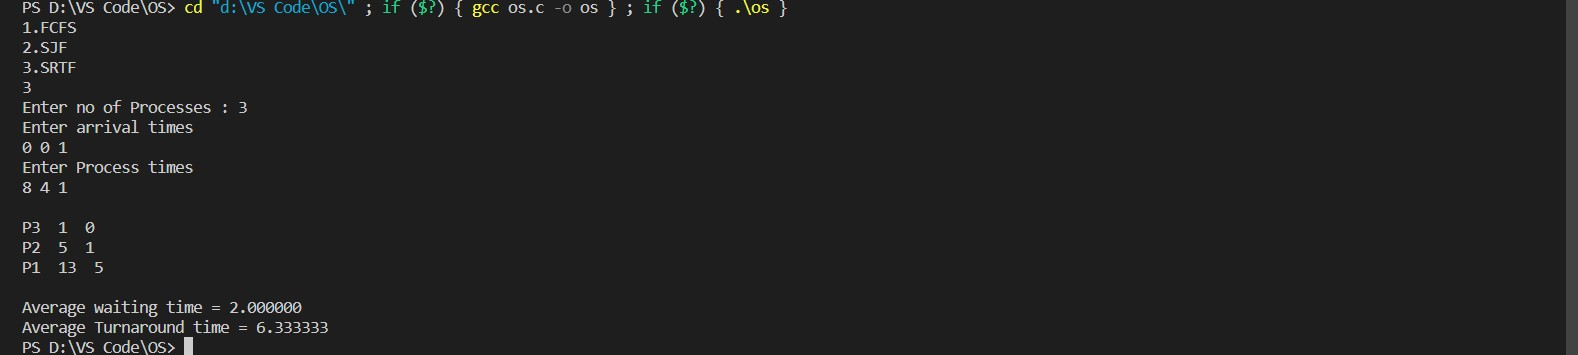 PS D:\VS Code\OS> cd "d:\VS Code\OS\" ; if ($?) { gcc os.c -o os } ; if ($?) { .\os }
1.FCFS
2.SJF
3.SRTF
3
Enter no of Processes : 3
Enter arrival times
0 0 1
Enter Process times
8 4 1
P3  1  0
P2  5  1
P1  13  5
Average waiting time = 2.000000
Average Turnaround time = 6.333333
PS D:\VS Code\OS>